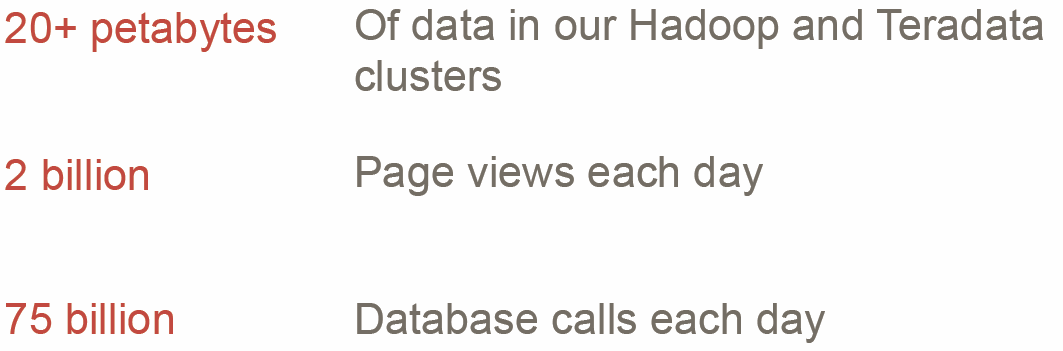 20+ petabytes Of data in our Hadoop and Teradata
clusters
2 billion Page views each day
75 billion Database calls each day